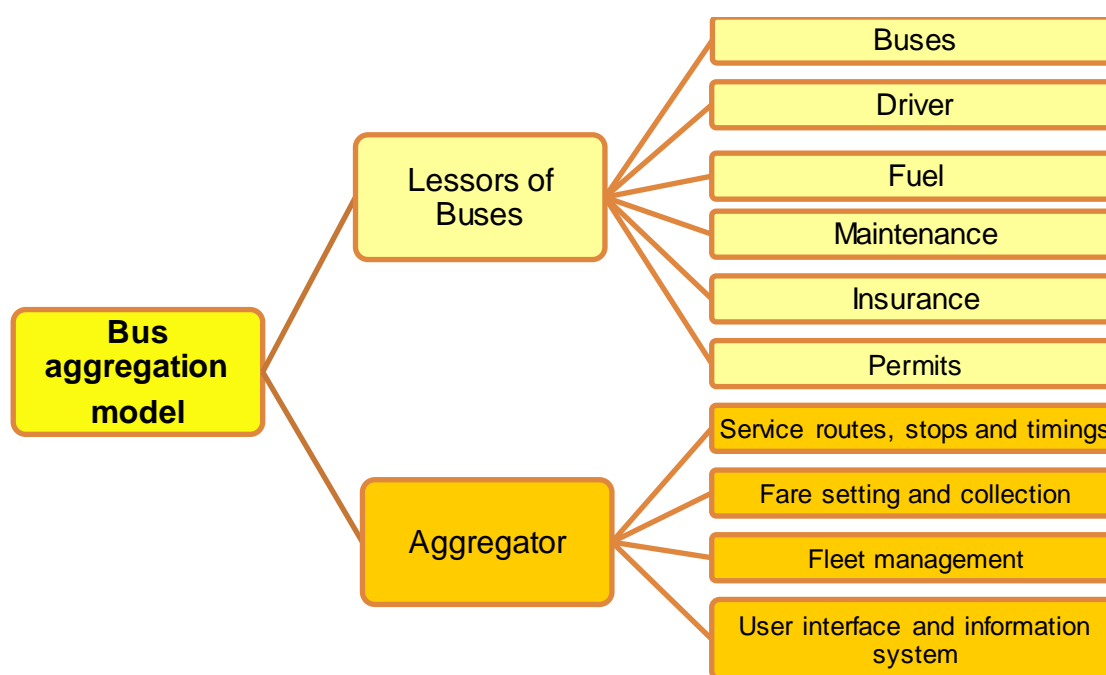 Bus
aggregation
model
Lessors of
Buses
Buses
Driver
Fuel
Maintenance
Insurance
Permits
Aggregator
Service routes, stops and timings
Fare setting and collection
Fleet management
User interface and information
system